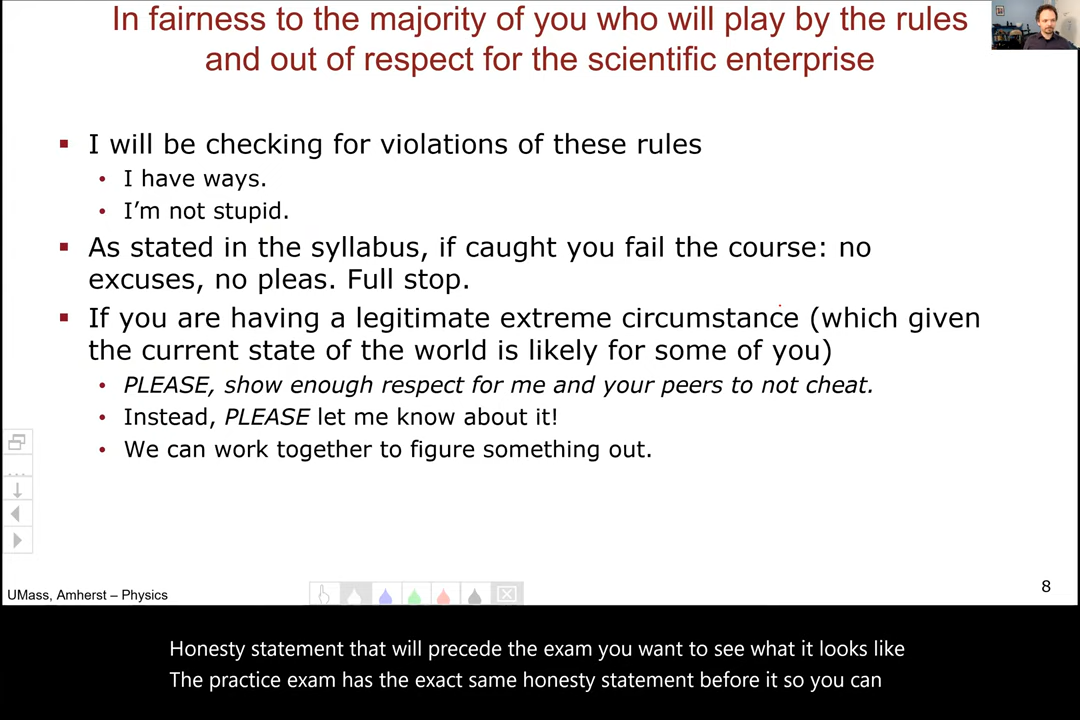 In fairness to the majority of you who will play by the rules
and out of respect for the scientific enterprise
▪ I will be checking for violations of these rules
• I have ways.
• I'm not stupid.
▪ As stated in the syllabus, if caught you fail the course: no
excuses, no pleas. Full stop.
▪ If you are having a legitimate extreme circumstance (which given
the current state of the world is likely for some of you)
• PLEASE, show enough respect for me and your peers to not cheat.
• Instead, PLEASE let me know about it!
• We can work together to figure something out.
UMass, Amherst – Physics
8
Honesty statement that will precede the exam you want to see what it looks like
The practice exam has the exact same honesty statement before it so you can